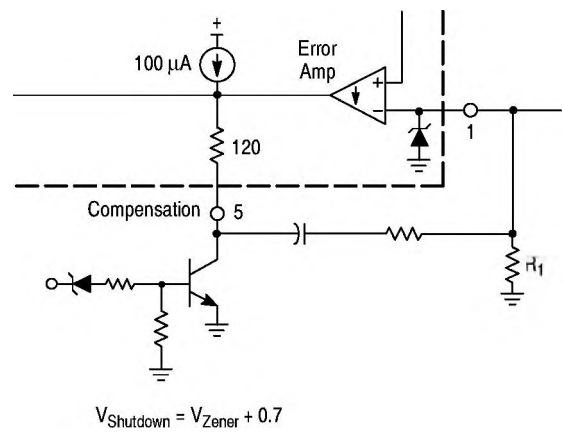 +
100 μA
Error
Amp
+
−
1
120
Compensation
5
R1
VShutdown = VZener + 0.7